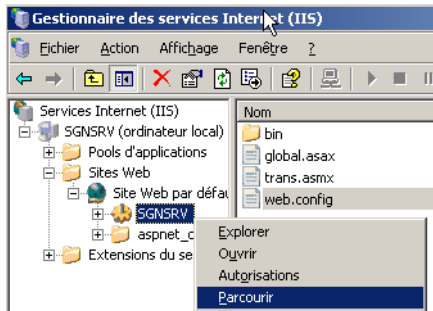 Gestionnaire des services Internet (IIS)
Fichier Action Affichage Fenêtre ?
Services Internet (IIS)
SGNSRV (ordinateur local)
Pools d'applications
Sites Web
Site Web par défau
SGNSRV
aspnet_c
Extensions du se
Nom
bin
global.asax
trans.asmx
web.config
Explorer
Ouvrir
Autorisations
Parcourir